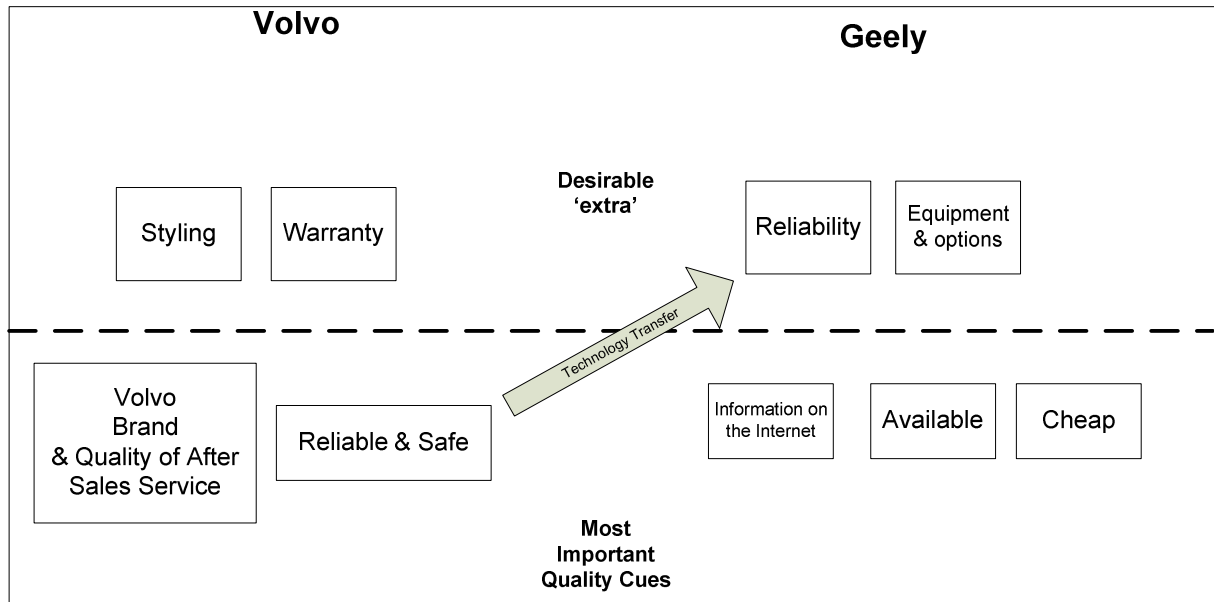 Volvo
Geely
Desirable
‘extra’
Styling
Warranty
Reliability
Equipment
& options
Technology Transfer
Volvo
Brand
& Quality of After
Sales Service
Reliable & Safe
Information on
the Internet
Available
Cheap
Most
Important
Quality Cues